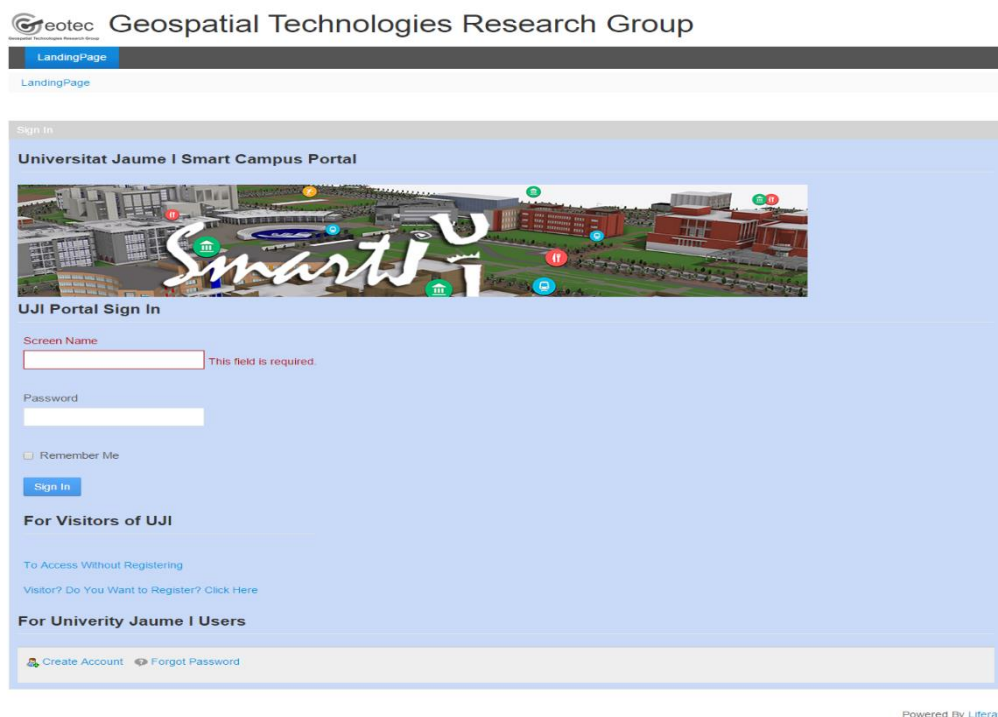 Geotec Geospatial Technologies Research Group
Geospatial Technologies Research Group
LandingPage
LandingPage
Sign In
Universitat Jaume I Smart Campus Portal
SmartUJI
UJI Portal Sign In
Screen Name
This field is required.
Password
Remember Me
Sign In
For Visitors of UJI
To Access Without Registering
Visitor? Do You Want to Register? Click Here
For Univerity Jaume I Users
Create Account Forgot Password
Powered By Lifera